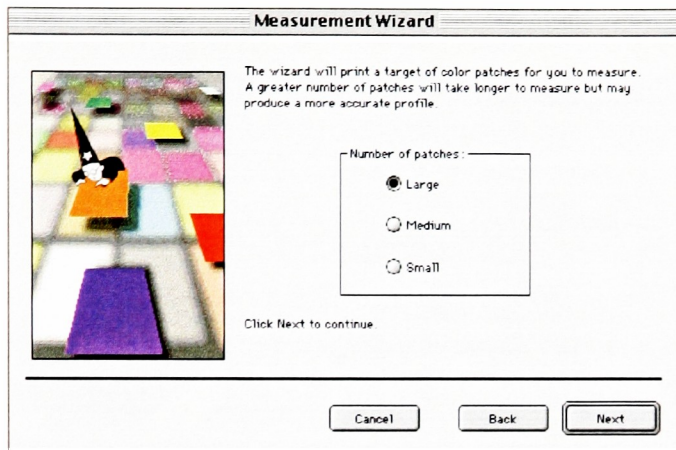 Measurement Wizard
The wizard will print a target of color patches for you to measure.
A greater number of patches will take longer to measure but may
produce a more accurate profile.
Number of patches:
Large
Medium
Small
Click Next to continue.
Cancel
Back
Next